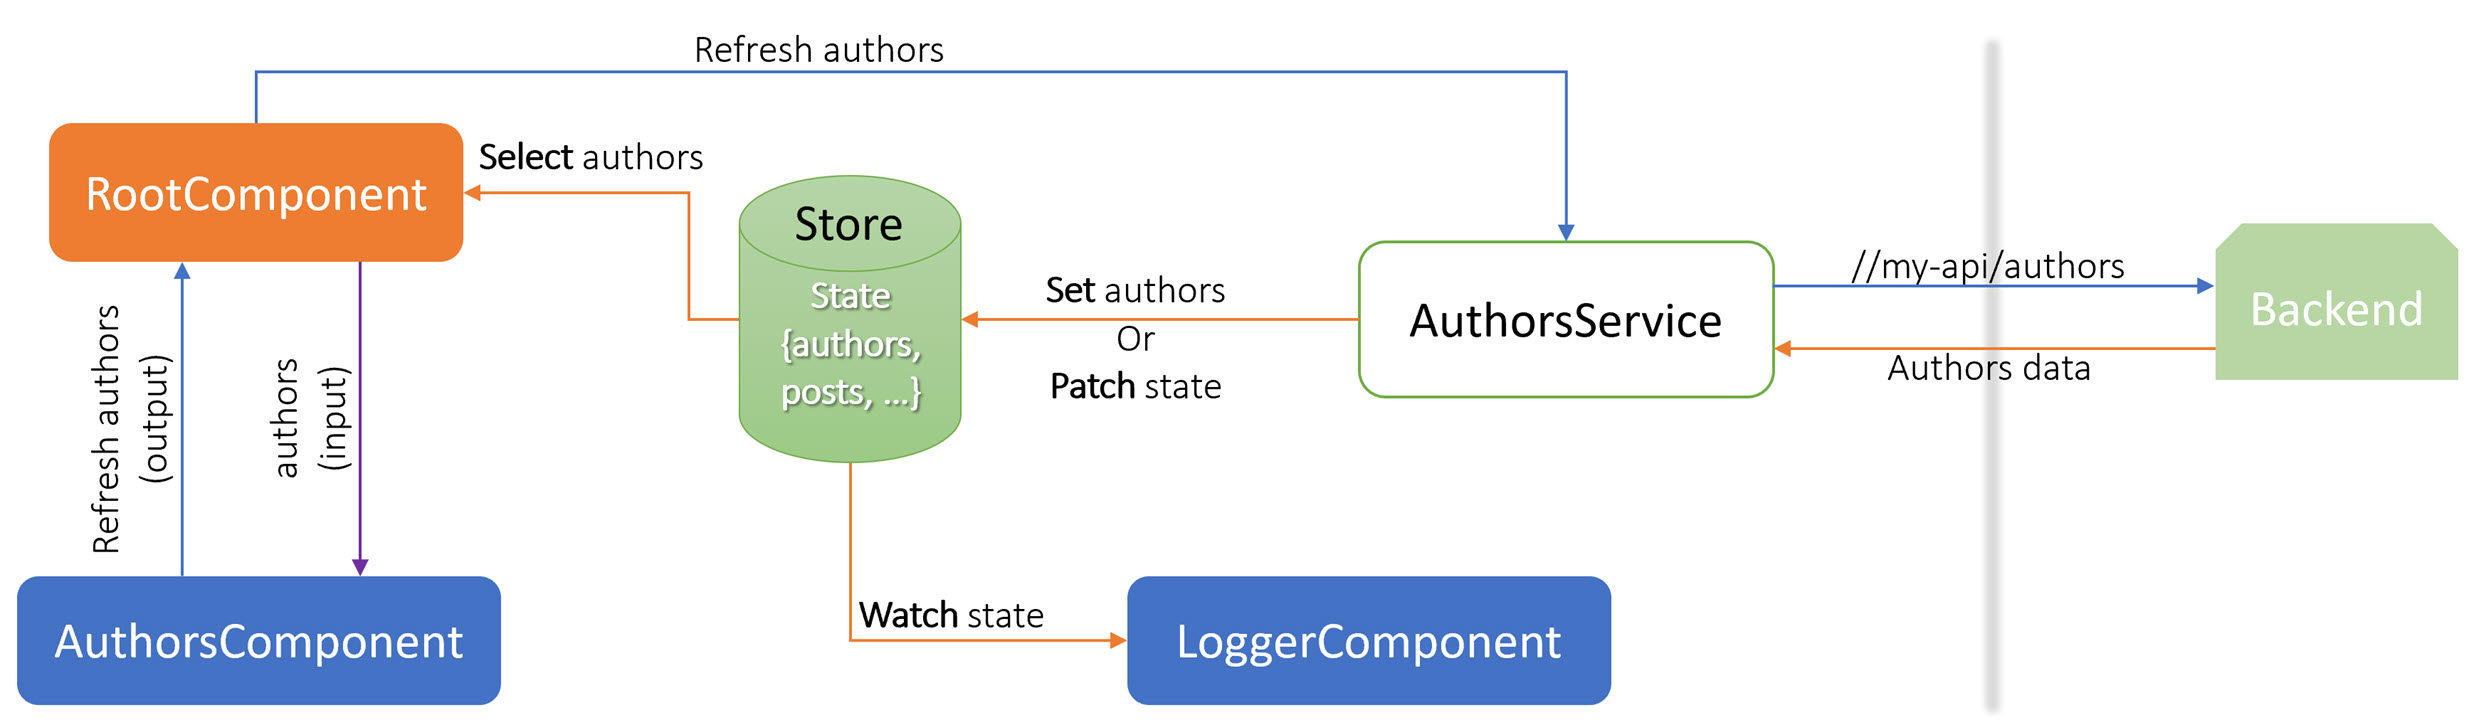 Refresh authors
RootComponent
Select authors
Store
State
{authors,
posts, ...}
Set authors
Or
Patch state
AuthorsService
//my-api/authors
Authors data
Backend
Refresh authors
(output)
authors
(input)
AuthorsComponent
Watch state
LoggerComponent